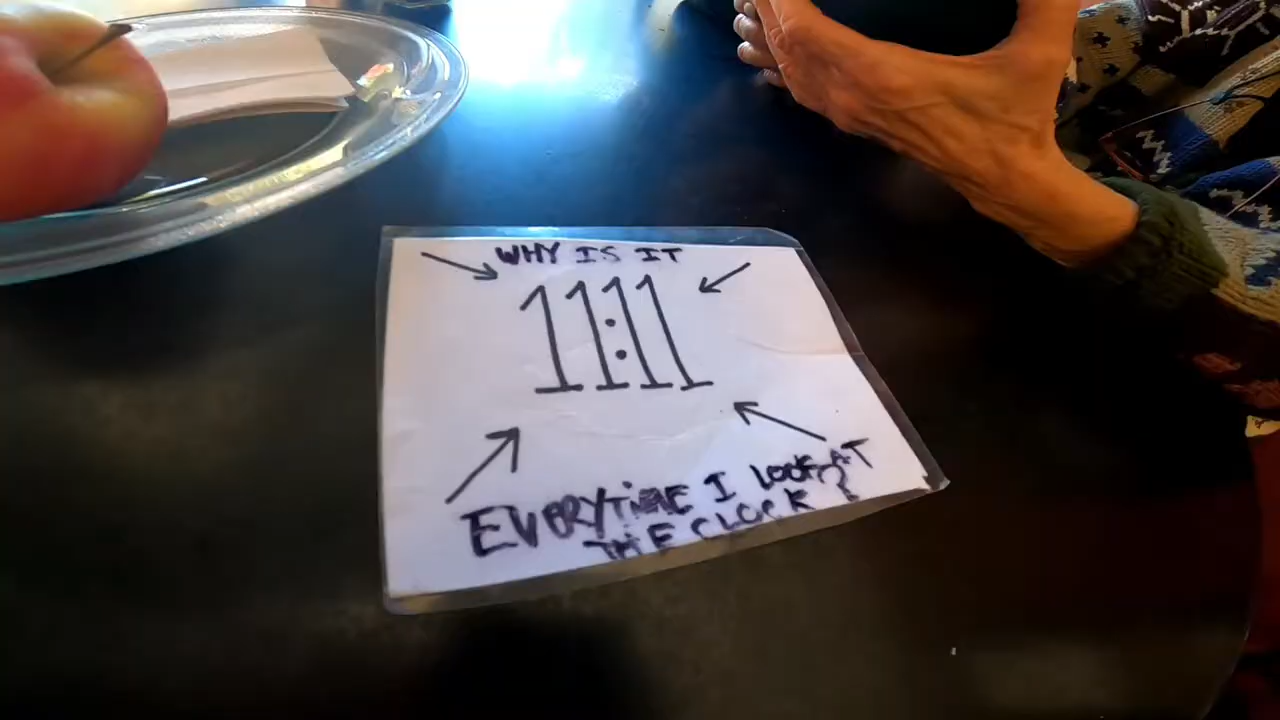 WHY IS IT
11:11
EVERYTIME I LOOK AT
THE CLOCK?